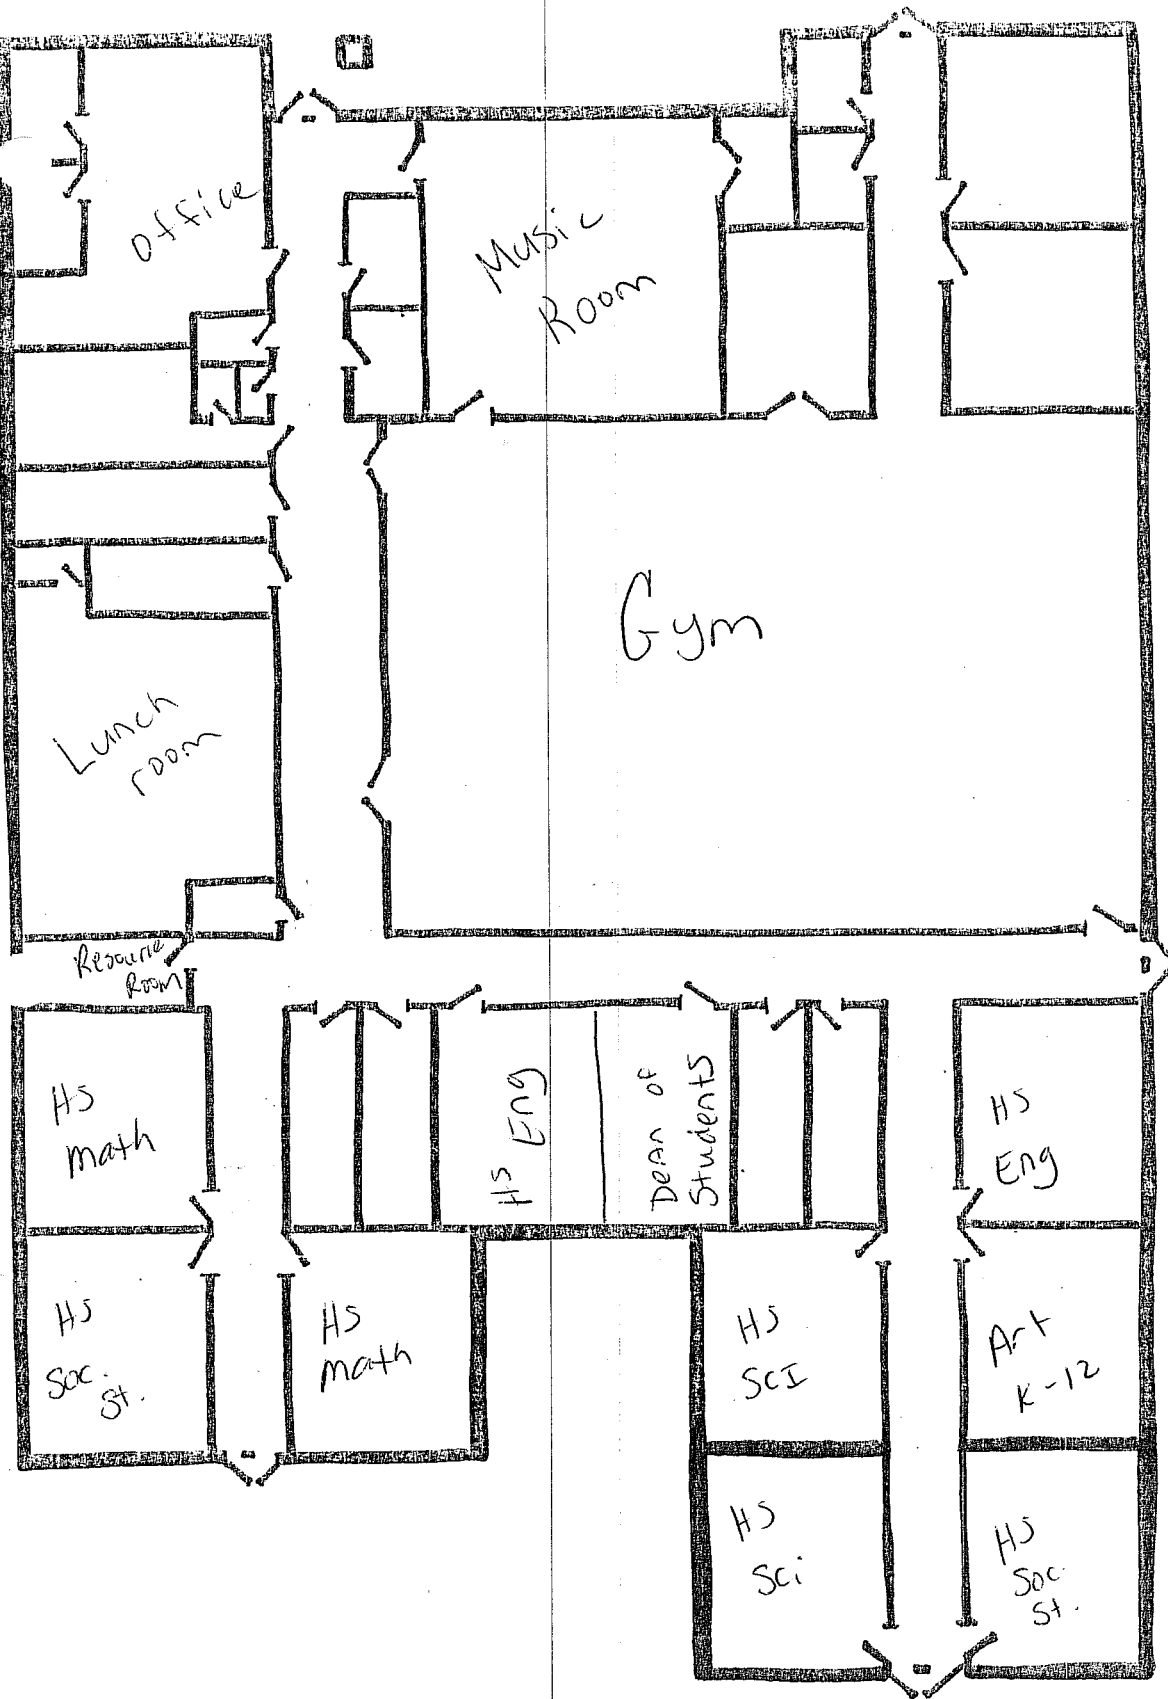 office
Music
Room
Gym
Lunch
room
Resource
Room
HS
math
HS
Eng
Dean of
Students
HS
Eng
HS
Soc.
St.
HS
math
HS
SCI
Art
K-12
HS
Sci
HS
Soc.
St.